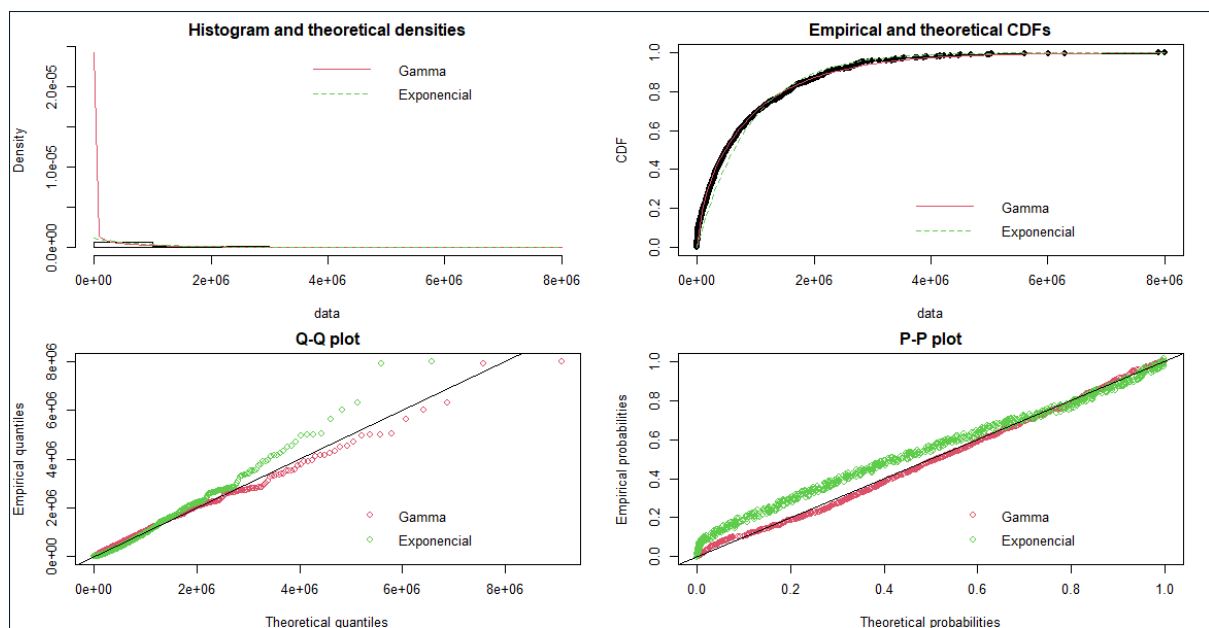 Histogram and theoretical densities
Density
0.0e+00 1.0e-05 2.0e-05
Gamma
Exponencial
0e+00 2e+06 4e+06 6e+06 8e+06
data
Empirical and theoretical CDFs
CDF
0.0 0.2 0.4 0.6 0.8 1.0
Gamma
Exponencial
0e+00 2e+06 4e+06 6e+06 8e+06
data
Q-Q plot
Empirical quantiles
0e+00 2e+06 4e+06 6e+06 8e+06
Gamma
Exponencial
0e+00 2e+06 4e+06 6e+06 8e+06
Theoretical quantiles
P-P plot
Empirical probabilities
0.0 0.2 0.4 0.6 0.8 1.0
Gamma
Exponencial
0.0 0.2 0.4 0.6 0.8 1.0
Theoretical probabilities